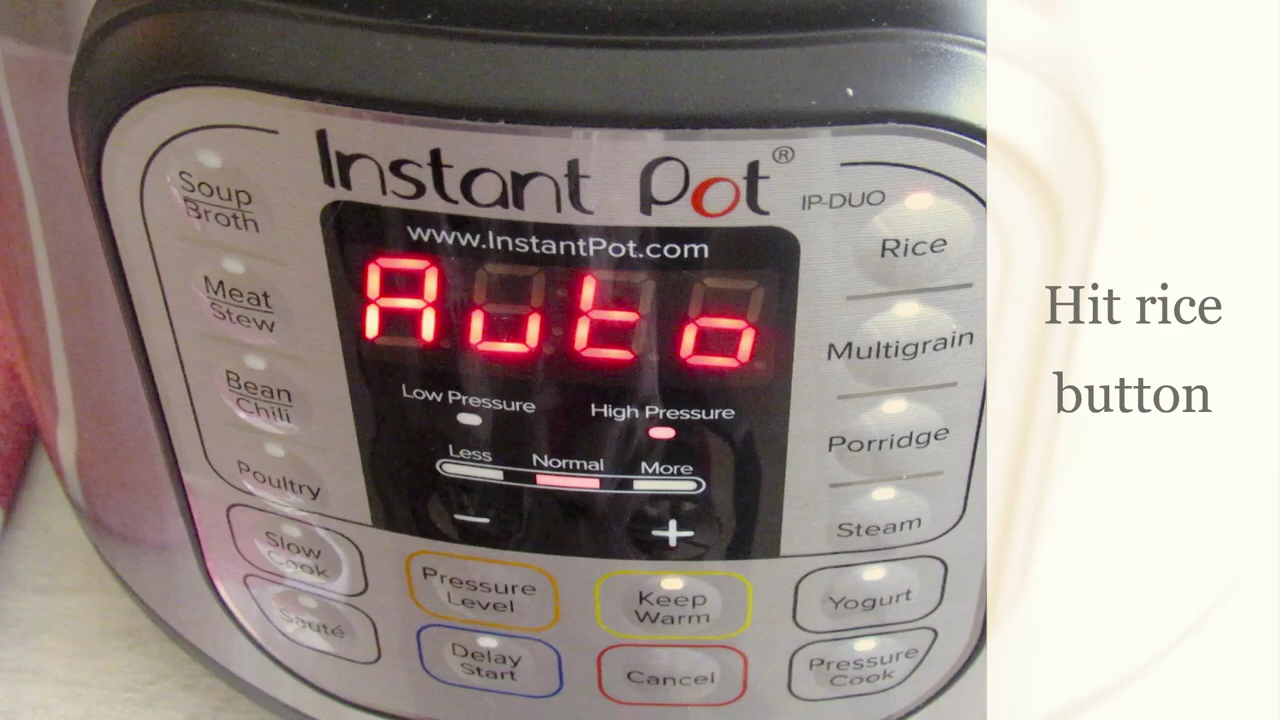 Instant Pot®
IP-DUO
www.InstantPot.com
Auto
Low Pressure
High Pressure
Less
Normal
More
−
+
Soup
Broth
Meat
Stew
Bean
Chili
Poultry
Slow
Cook
Sauté
Rice
Multigrain
Porridge
Steam
Pressure
Level
Keep
Warm
Yogurt
Delay
Start
Cancel
Pressure
Cook
Hit rice
button